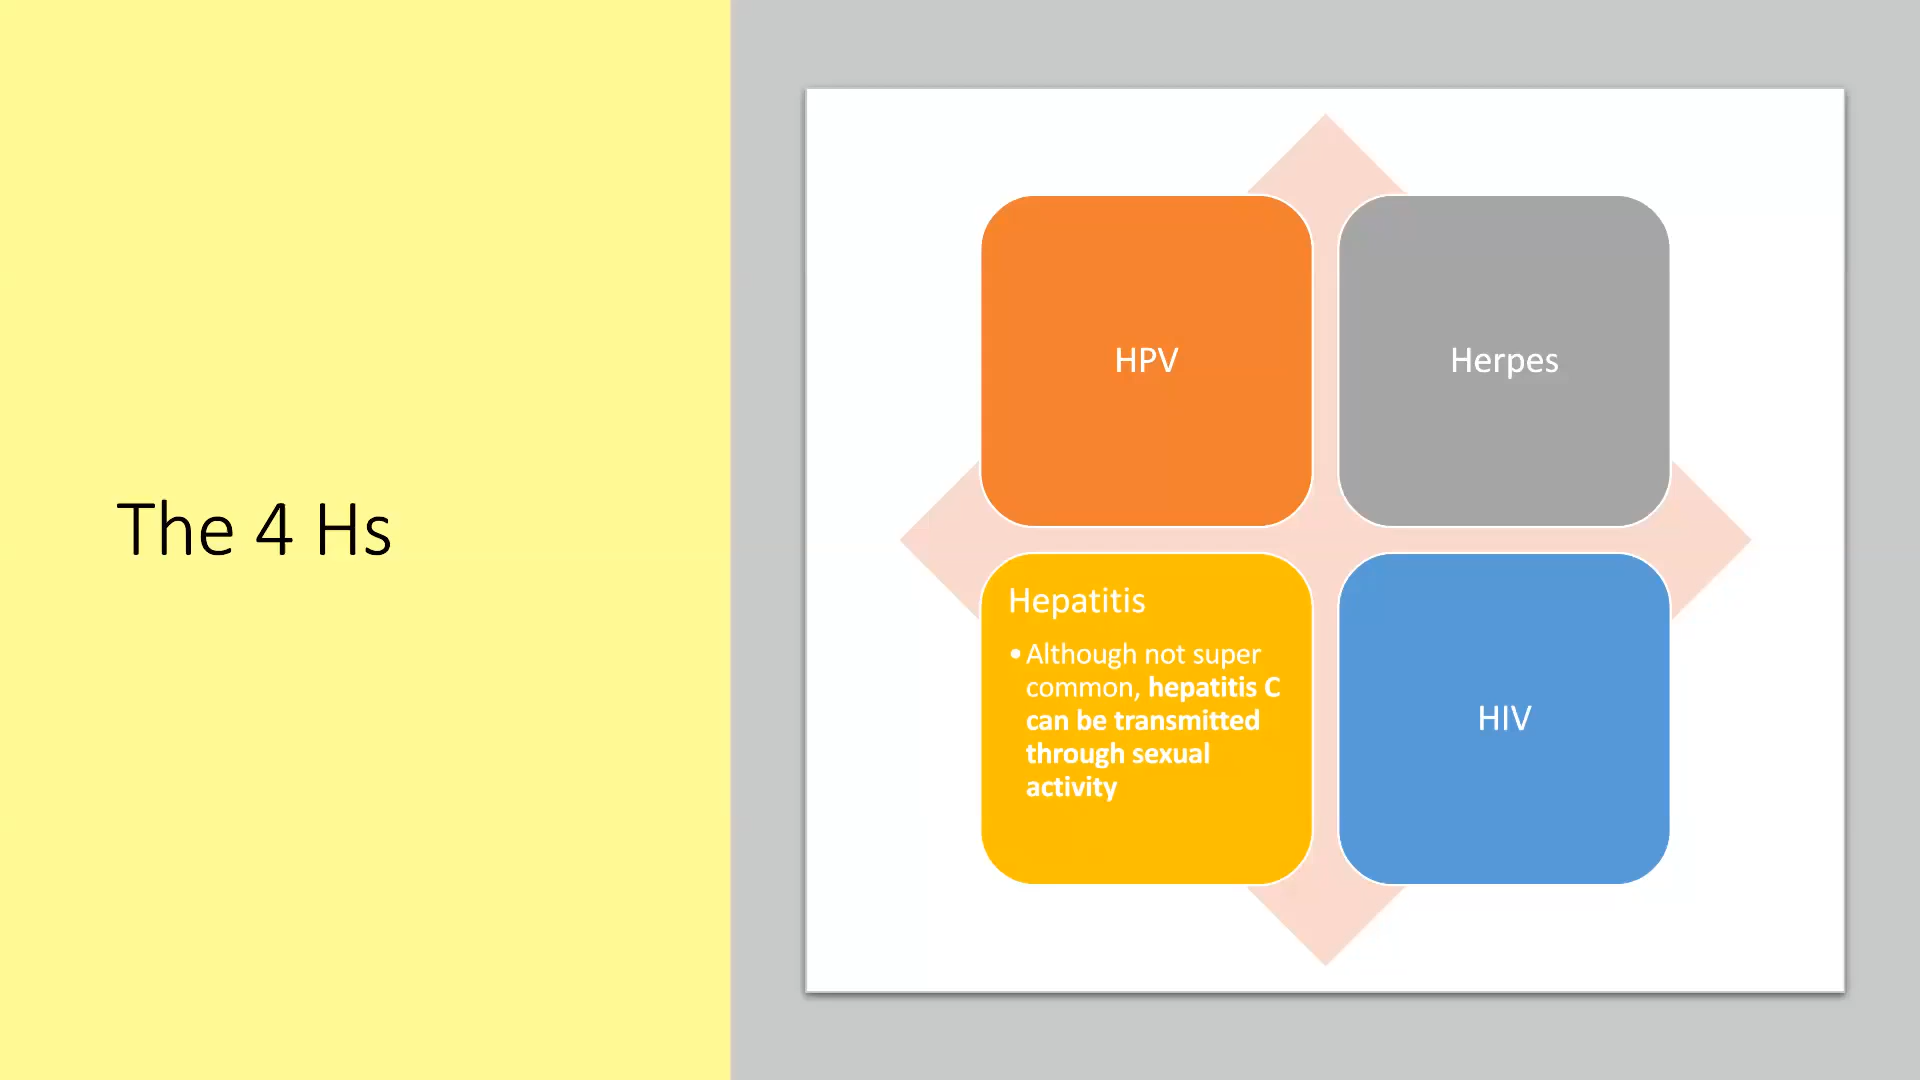 The 4 Hs
HPV
Herpes
Hepatitis
• Although not super
common, hepatitis C
can be transmitted
through sexual
activity
HIV